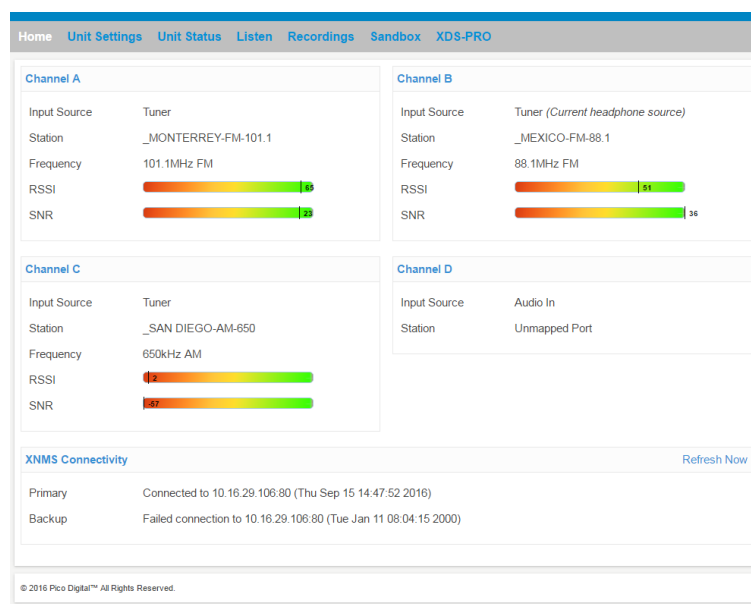 Home Unit Settings Unit Status Listen Recordings Sandbox XDS-PRO
Channel A
Input Source Tuner
Station _MONTERREY-FM-101.1
Frequency 101.1MHz FM
RSSI 65
SNR 23
Channel B
Input Source Tuner (Current headphone source)
Station _MEXICO-FM-88.1
Frequency 88.1MHz FM
RSSI 51
SNR 36
Channel C
Input Source Tuner
Station _SAN DIEGO-AM-650
Frequency 650kHz AM
RSSI 2
SNR -67
Channel D
Input Source Audio In
Station Unmapped Port
XNMS Connectivity Refresh Now
Primary Connected to 10.16.29.106:80 (Thu Sep 15 14:47:52 2016)
Backup Failed connection to 10.16.29.106:80 (Tue Jan 11 08:04:15 2000)
© 2016 Pico Digital™ All Rights Reserved.